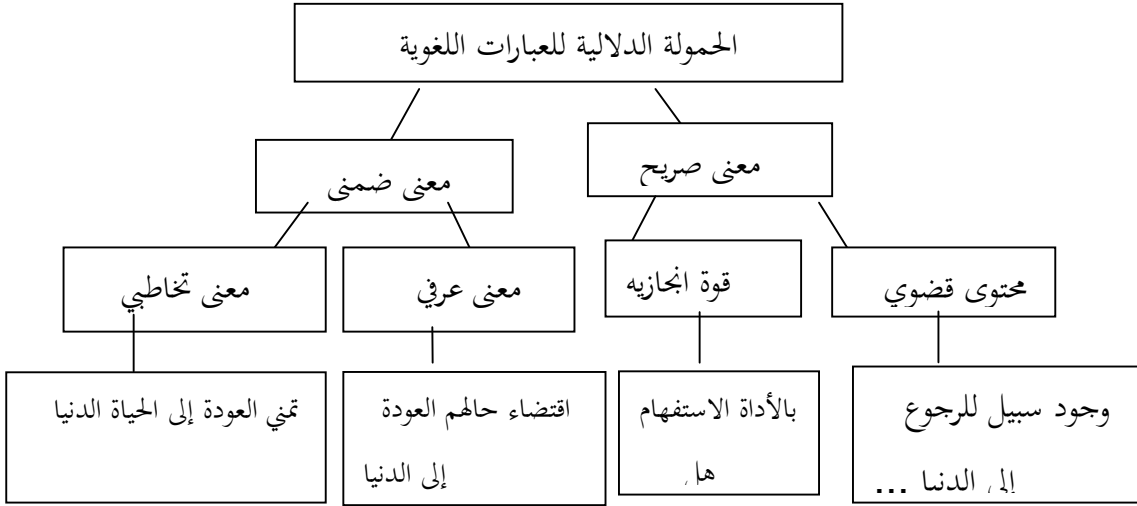 الحمولة الدلالية للعبارات اللغوية
معنى صريح
معنى ضمنى
محتوى قضوي
قوة انجازيه
معنى عرفي
معنى تخاطبي
وجود سبيل للرجوع
إلى الدنيا ...
بالأداة الاستفهام
هل
اقتضاء حالهم العودة
إلى الدنيا
تمني العودة إلى الحياة الدنيا